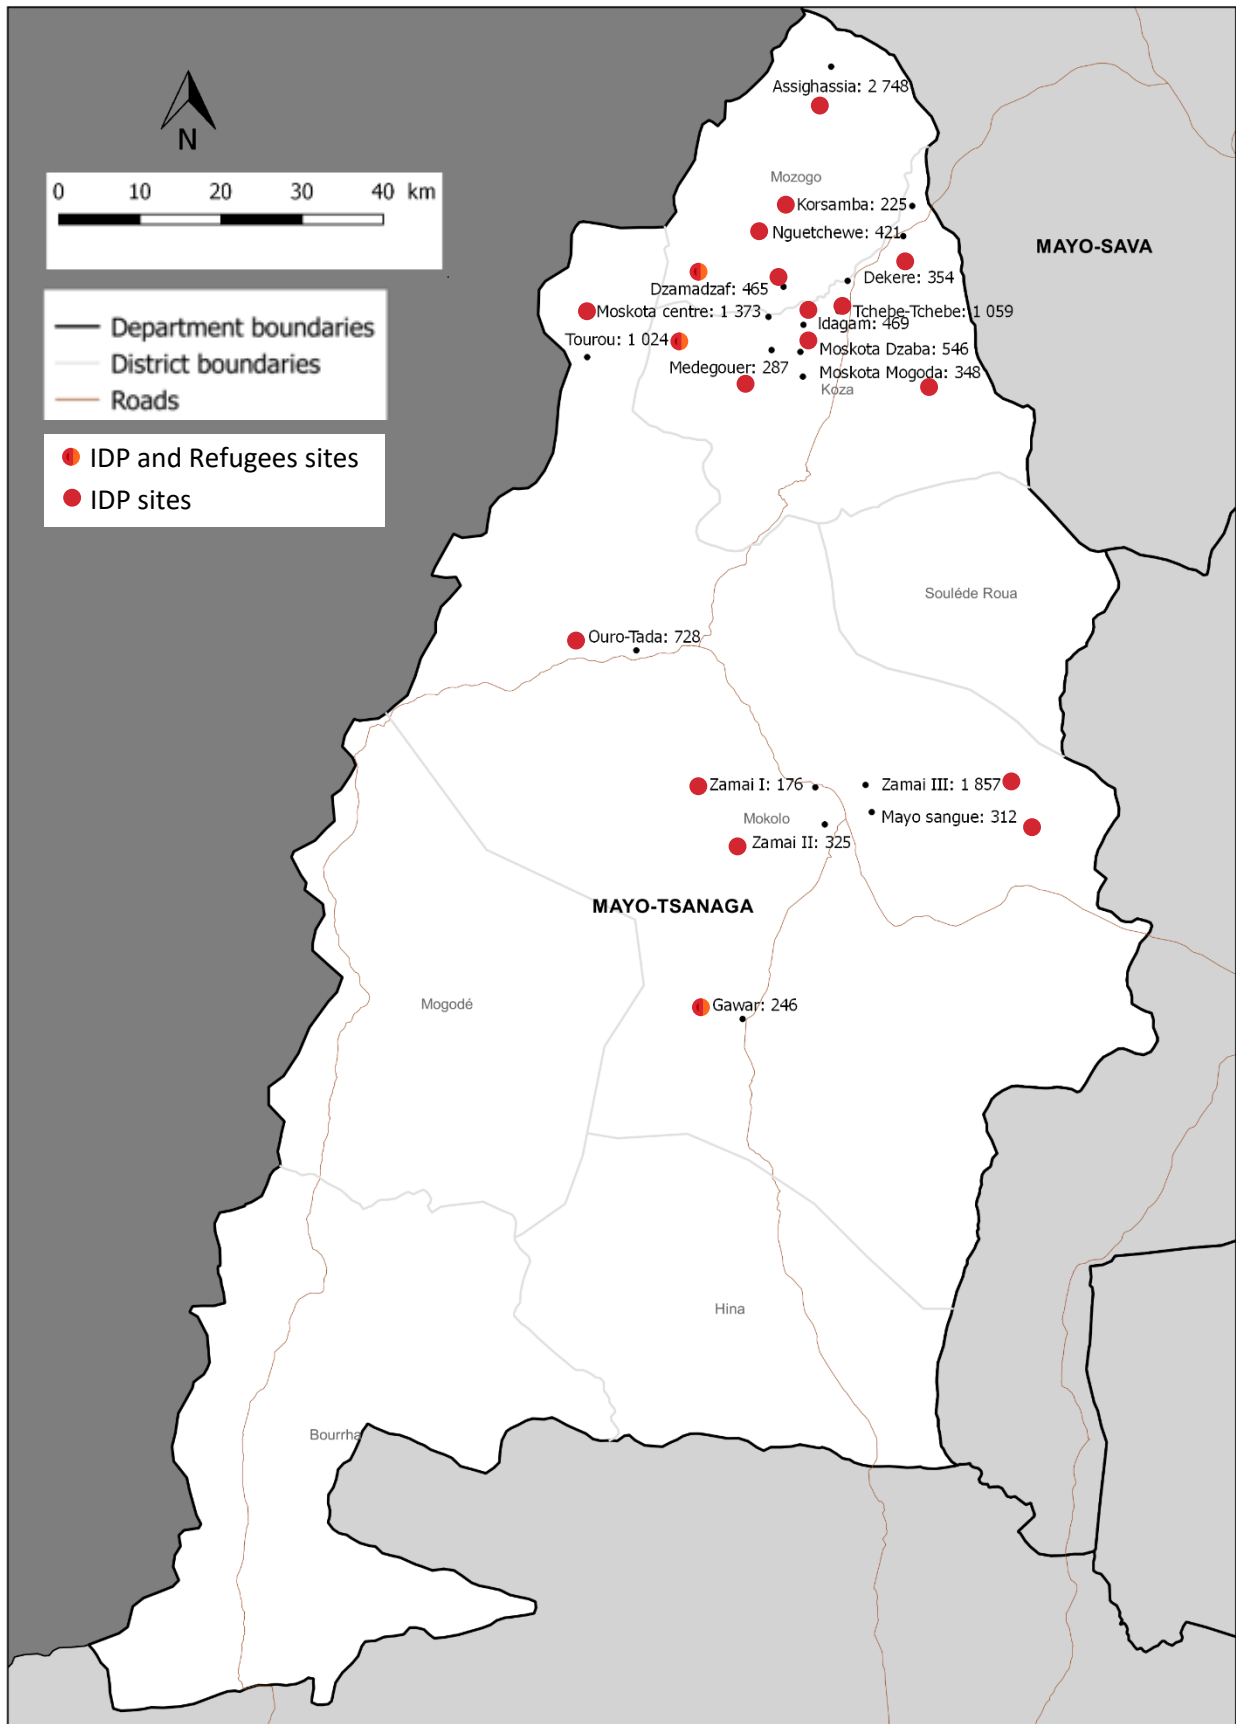 Assighassia: 2 748
N
0 10 20 30 40 km
Mozogo
Korsamba: 225
Nguetchewe: 421
MAYO-SAVA
Dekere: 354
Dzamadzaf: 465
Moskota centre: 1 373
Tchebe-Tchebe: 1 059
Idagam: 469
Tourou: 1 024
Moskota Dzaba: 546
Medegouer: 287
Moskota Mogoda: 348
Koza
Department boundaries
District boundaries
Roads
IDP and Refugees sites
IDP sites
Souléde Roua
Ouro-Tada: 728
Zamai I: 176
Zamai III: 1 857
Mokolo
Mayo sangue: 312
Zamai II: 325
MAYO-TSANAGA
Mogodé
Gawar: 246
Hina
Bourrha